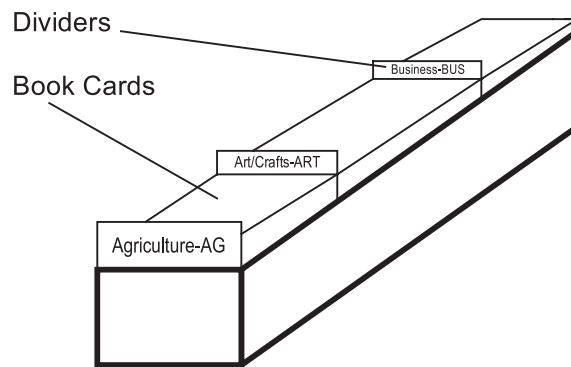 Dividers
Business-BUS
Book Cards
Art/Crafts-ART
Agriculture-AG